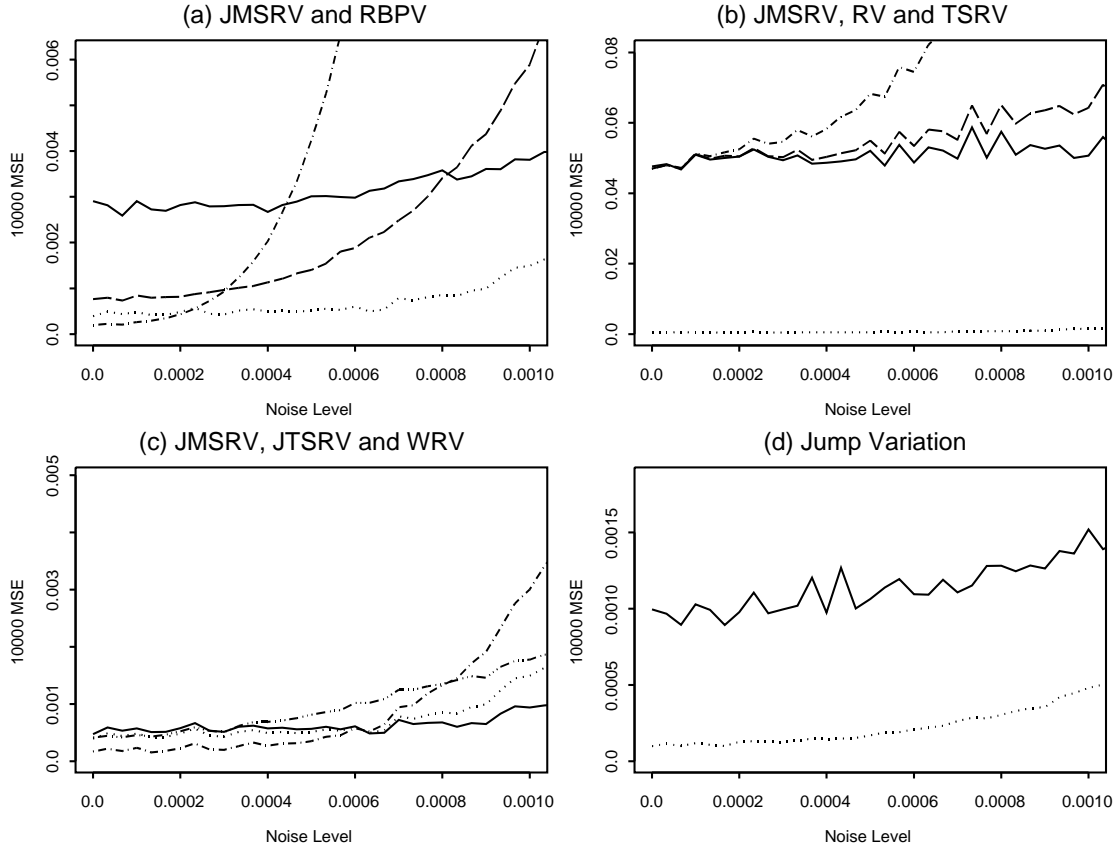 (a) JMSRV and RBPV
10000 MSE
0.006
0.004
0.002
0.0
0.0 0.0002 0.0004 0.0006 0.0008 0.0010
Noise Level
(b) JMSRV, RV and TSRV
10000 MSE
0.08
0.06
0.04
0.02
0.0
0.0 0.0002 0.0004 0.0006 0.0008 0.0010
Noise Level
(c) JMSRV, JTSRV and WRV
10000 MSE
0.005
0.003
0.001
0.0
0.0 0.0002 0.0004 0.0006 0.0008 0.0010
Noise Level
(d) Jump Variation
10000 MSE
0.0015
0.0010
0.0005
0.0
0.0 0.0002 0.0004 0.0006 0.0008 0.0010
Noise Level